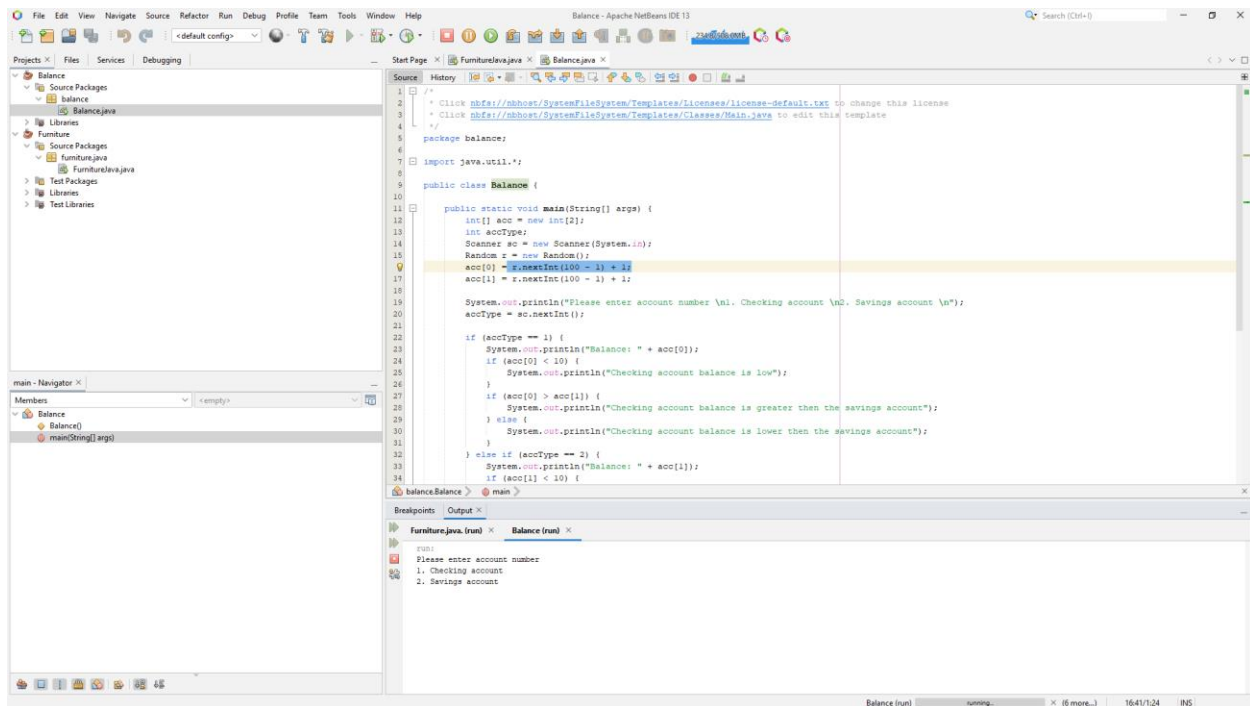 File Edit View Navigate Source Refactor Run Debug Profile Team Tools Window Help
Balance - Apache NetBeans IDE 13
Search (Ctrl+I)
<default config>
Projects Files Services Debugging
Balance
Source Packages
balance
Balance.java
Libraries
Furniture
Source Packages
furniture.java
FurnitureJava.java
Test Packages
Libraries
Test Libraries
main - Navigator
Members <empty>
Balance
Balance()
main(String[] args)
Start Page FurnitureJava.java Balance.java
Source History
1 /*
2 * Click nbfs://nbhost/SystemFileSystem/Templates/Licenses/license-default.txt to change this license
3 * Click nbfs://nbhost/SystemFileSystem/Templates/Classes/Main.java to edit this template
4 */
5 package balance;
6
7 import java.util.*;
8
9 public class Balance {
10
11 public static void main(String[] args) {
12 int[] acc = new int[2];
13 int accType;
14 Scanner sc = new Scanner(System.in);
15 Random r = new Random();
acc[0] = r.nextInt(100 - 1) + 1;
17 acc[1] = r.nextInt(100 - 1) + 1;
18
19 System.out.println("Please enter account number \n1. Checking account \n2. Savings account \n");
20 accType = sc.nextInt();
21
22 if (accType == 1) {
23 System.out.println("Balance: " + acc[0]);
24 if (acc[0] < 10) {
25 System.out.println("Checking account balance is low");
26 }
27 if (acc[0] > acc[1]) {
28 System.out.println("Checking account balance is greater then the savings account");
29 } else {
30 System.out.println("Checking account balance is lower then the savings account");
31 }
32 } else if (accType == 2) {
33 System.out.println("Balance: " + acc[1]);
34 if (acc[1] < 10) {
balance.Balance main
Breakpoints Output
Furniture.java. (run) Balance (run)
run:
Please enter account number
1. Checking account
2. Savings account
Balance (run) running... (6 more...) 16:41/1:24 INS